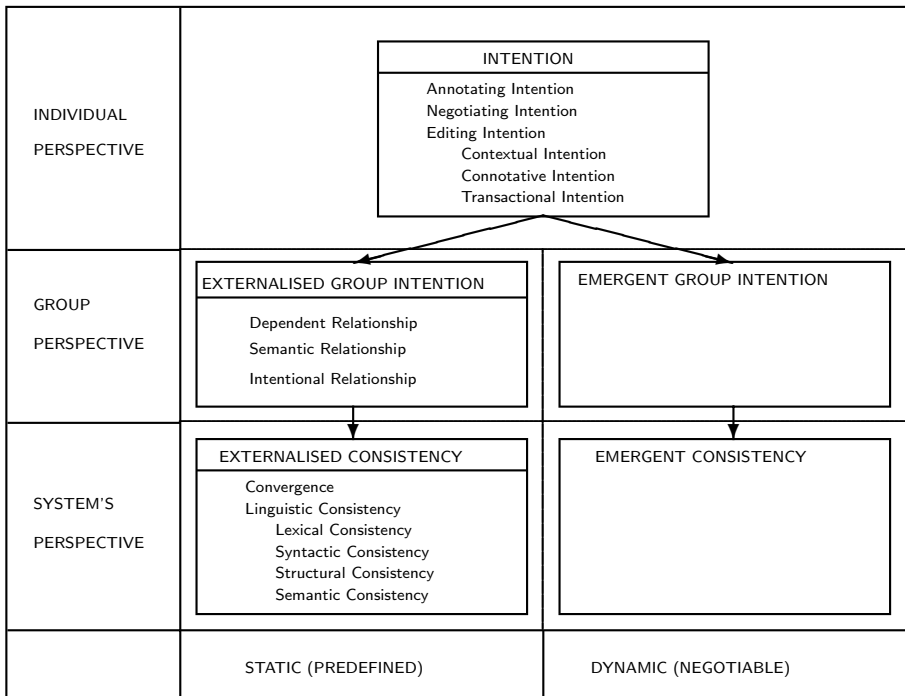 INDIVIDUAL
PERSPECTIVE
INTENTION
Annotating Intention
Negotiating Intention
Editing Intention
Contextual Intention
Connotative Intention
Transactional Intention
GROUP
PERSPECTIVE
EXTERNALISED GROUP INTENTION
Dependent Relationship
Semantic Relationship
Intentional Relationship
EMERGENT GROUP INTENTION
SYSTEM'S
PERSPECTIVE
EXTERNALISED CONSISTENCY
Convergence
Linguistic Consistency
Lexical Consistency
Syntactic Consistency
Structural Consistency
Semantic Consistency
EMERGENT CONSISTENCY
STATIC (PREDEFINED)
DYNAMIC (NEGOTIABLE)